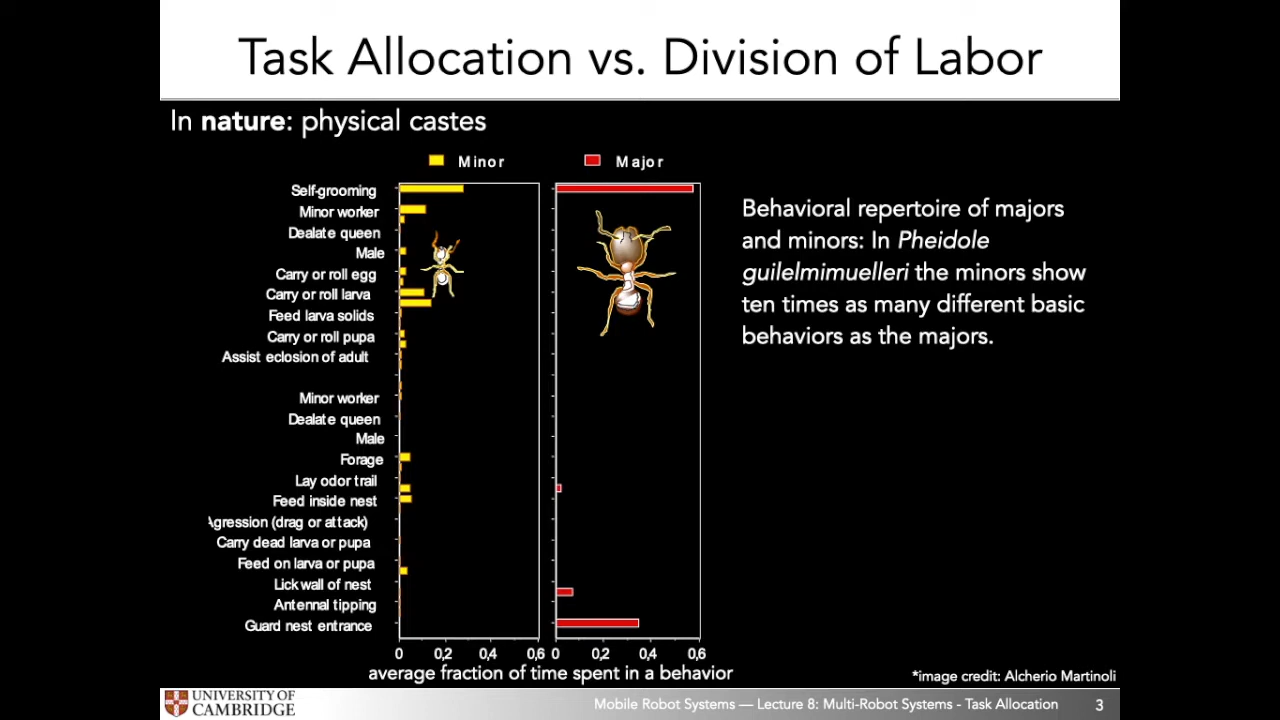 Task Allocation vs. Division of Labor
In nature: physical castes
Minor
Major
Self-grooming
Minor worker
Dealate queen
Male
Carry or roll egg
Carry or roll larva
Feed larva solids
Carry or roll pupa
Assist eclosion of adult
Minor worker
Dealate queen
Male
Forage
Lay odor trail
Feed inside nest
Agression (drag or attack)
Carry dead larva or pupa
Feed on larva or pupa
Lick wall of nest
Antennal tipping
Guard nest entrance
0 0,2 0,4 0,6
0 0,2 0,4 0,6
average fraction of time spent in a behavior
Behavioral repertoire of majors
and minors: In Pheidole
guilelmimuelleri the minors show
ten times as many different basic
behaviors as the majors.
*image credit: Alcherio Martinoli
UNIVERSITY OF
CAMBRIDGE
Mobile Robot Systems — Lecture 8: Multi-Robot Systems - Task Allocation
3